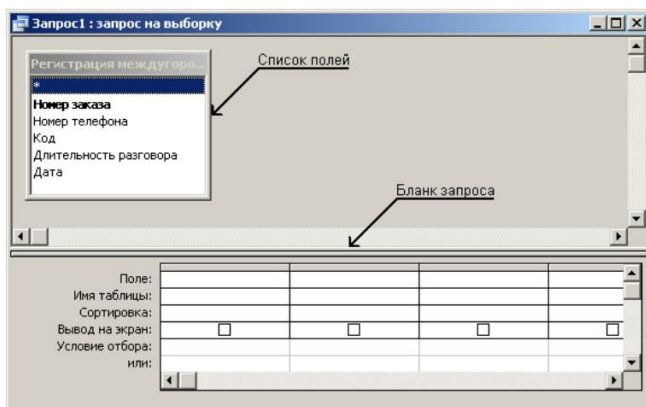 Запрос1 : запрос на выборку
Регистрация междугоро...
Список полей
*
Номер заказа
Номер телефона
Код
Длительность разговора
Дата
Бланк запроса
Поле:
Имя таблицы:
Сортировка:
Вывод на экран:
Условие отбора:
или: